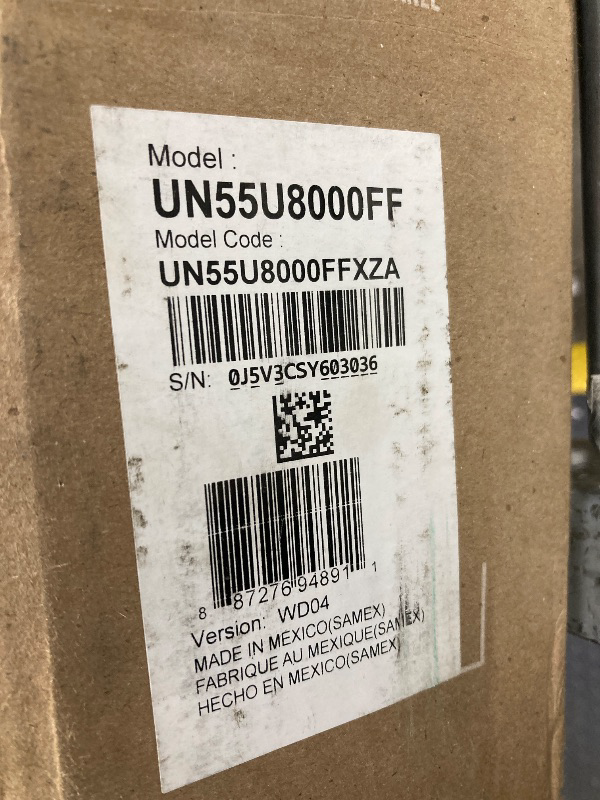 Model :
UN55U8000FF
Model Code :
UN55U8000FFXZA
S/N: 0J5V3CSY603036
8 87276 94891 1
Version: WD04
MADE IN MEXICO(SAMEX)
FABRIQUE AU MEXIQUE(SAMEX)
HECHO EN MEXICO(SAMEX)